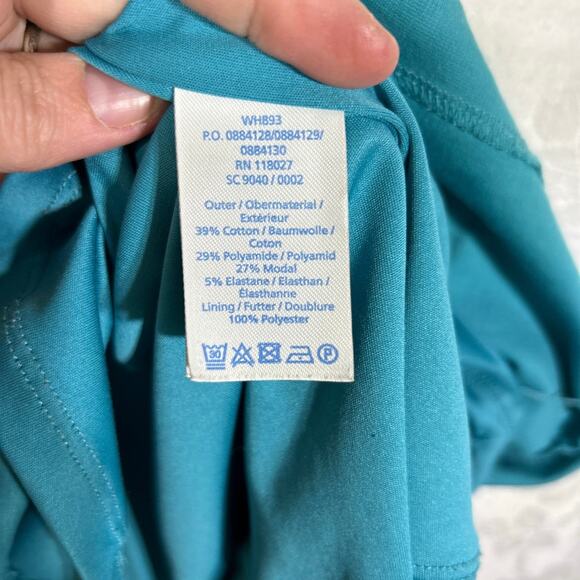 WHB93
P.O. 0884128/0884129/
0884130
RN 118027
SC 9040 / 0002
Outer / Obermaterial /
Extérieur
39% Cotton / Baumwolle /
Coton
29% Polyamide / Polyamid
27% Modal
5% Elastane / Elasthan /
Élasthanne
Lining / Futter / Doublure
100% Polyester
30 P